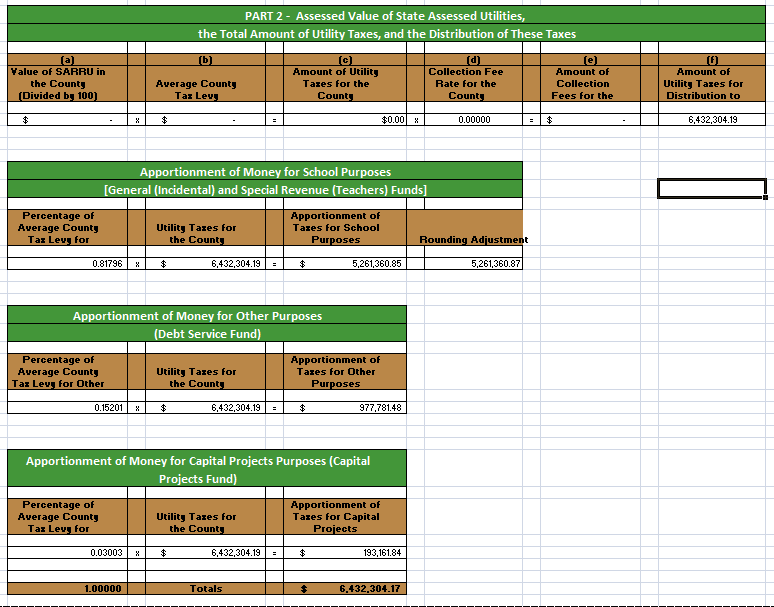 PART 2 - Assessed Value of State Assessed Utilities,
the Total Amount of Utility Taxes, and the Distribution of These Taxes
(a) (b) (c) (d) (e) (f)
Value of SARRU in Amount of Utility Collection Fee Amount of Amount of
the County Average County Taxes for the Rate for the Collection Utility Taxes for
(Divided by 100) Tax Levy County County Fees for the Distribution to
$ - x $ - = $0.00 x 0.00000 = $ - 6,432,304.19
Apportionment of Money for School Purposes
[General (Incidental) and Special Revenue (Teachers) Funds]
Percentage of Apportionment of
Average County Utility Taxes for Taxes for School
Tax Levy for the County Purposes Rounding Adjustment
0.81796 x $ 6,432,304.19 = $ 5,261,360.85 5,261,360.87
Apportionment of Money for Other Purposes
(Debt Service Fund)
Percentage of Apportionment of
Average County Utility Taxes for Taxes for Other
Tax Levy for Other the County Purposes
0.15201 x $ 6,432,304.19 = $ 977,781.48
Apportionment of Money for Capital Projects Purposes (Capital
Projects Fund)
Percentage of Apportionment of
Average County Utility Taxes for Taxes for Capital
Tax Levy for the County Projects
0.03003 x $ 6,432,304.19 = $ 193,161.84
1.00000 Totals $ 6,432,304.17